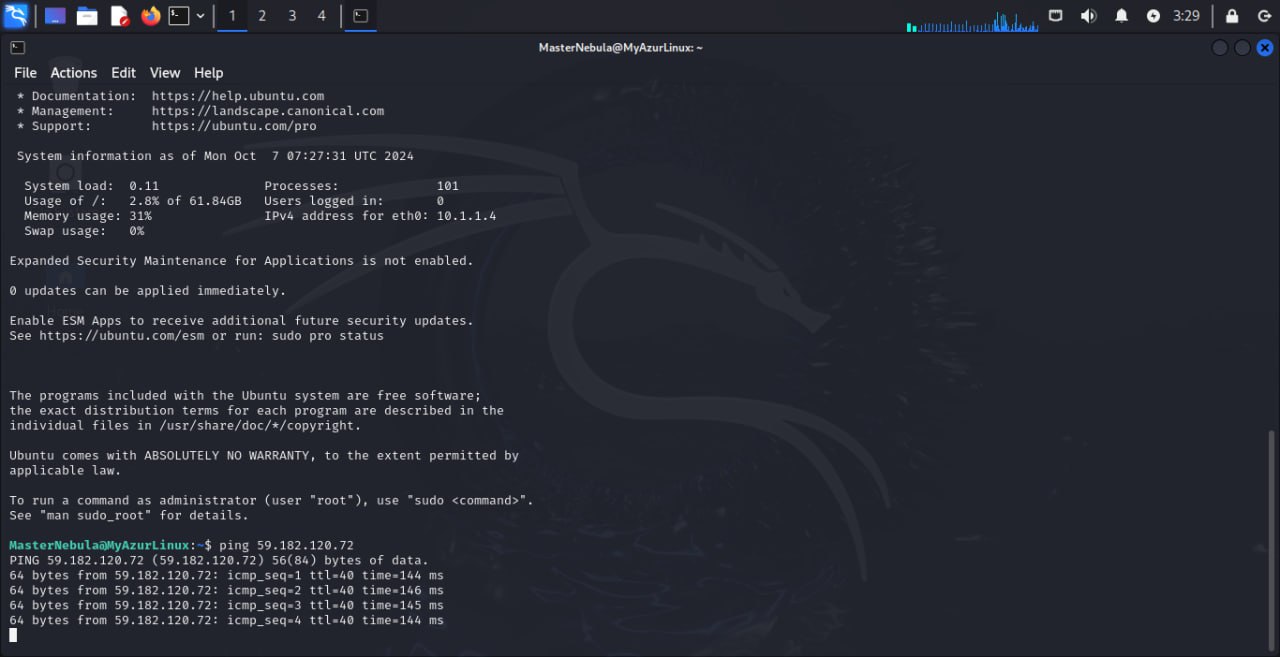 1 2 3 4 3:29
MasterNebula@MyAzurLinux: ~
File Actions Edit View Help
* Documentation:  https://help.ubuntu.com
* Management:     https://landscape.canonical.com
* Support:        https://ubuntu.com/pro
System information as of Mon Oct  7 07:27:31 UTC 2024
System load:  0.11              Processes:             101
Usage of /:   2.8% of 61.84GB   Users logged in:       0
Memory usage: 31%               IPv4 address for eth0: 10.1.1.4
Swap usage:   0%
Expanded Security Maintenance for Applications is not enabled.
0 updates can be applied immediately.
Enable ESM Apps to receive additional future security updates.
See https://ubuntu.com/esm or run: sudo pro status
The programs included with the Ubuntu system are free software;
the exact distribution terms for each program are described in the
individual files in /usr/share/doc/*/copyright.
Ubuntu comes with ABSOLUTELY NO WARRANTY, to the extent permitted by
applicable law.
To run a command as administrator (user "root"), use "sudo <command>".
See "man sudo_root" for details.
MasterNebula@MyAzurLinux:~$ ping 59.182.120.72
PING 59.182.120.72 (59.182.120.72) 56(84) bytes of data.
64 bytes from 59.182.120.72: icmp_seq=1 ttl=40 time=144 ms
64 bytes from 59.182.120.72: icmp_seq=2 ttl=40 time=146 ms
64 bytes from 59.182.120.72: icmp_seq=3 ttl=40 time=145 ms
64 bytes from 59.182.120.72: icmp_seq=4 ttl=40 time=144 ms